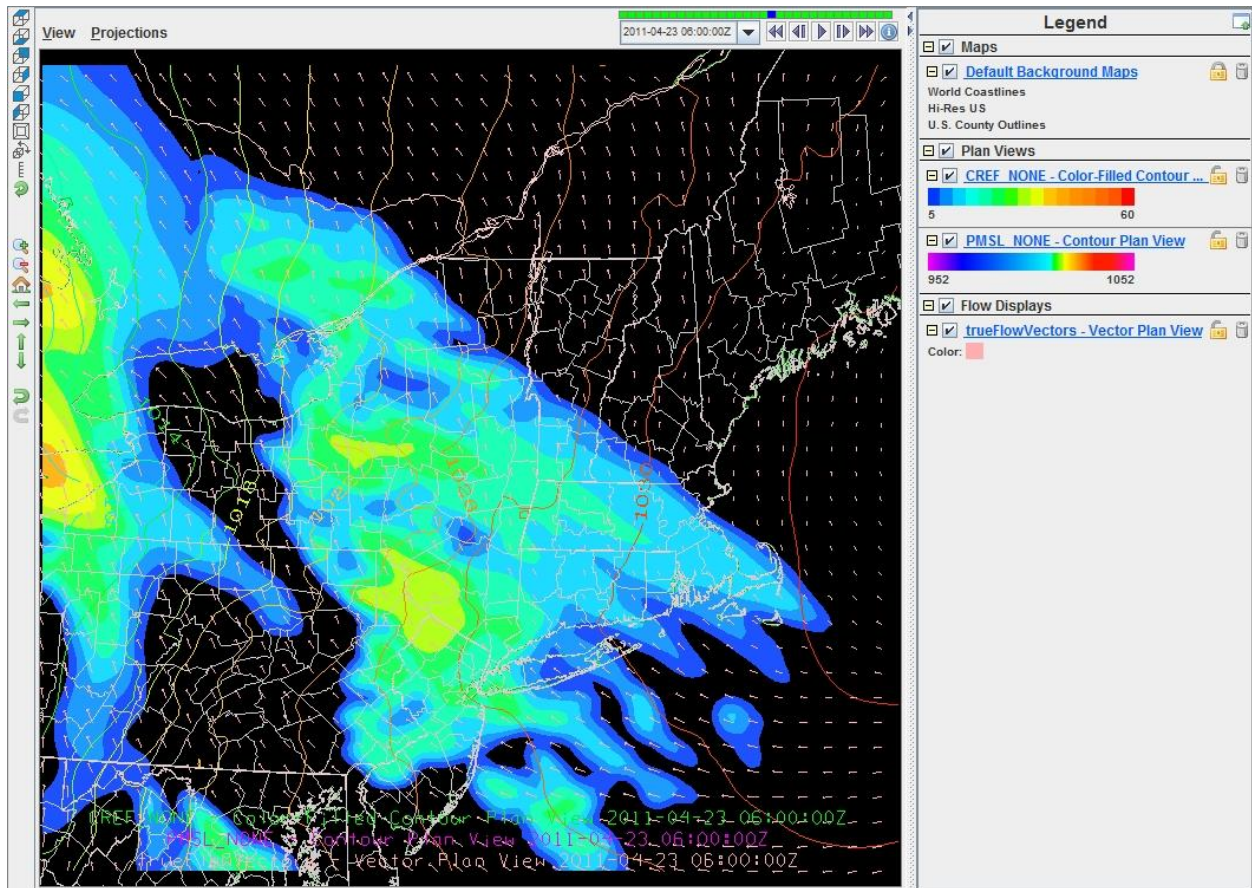 View Projections
2011-04-23 06:00:00Z
Legend
Maps
Default Background Maps
World Coastlines
Hi-Res US
U.S. County Outlines
Plan Views
CREF_NONE - Color-Filled Contour ...
5 60
PMSL_NONE - Contour Plan View
952 1052
Flow Displays
trueFlowVectors - Vector Plan View
Color:
1014
1018
1026
1030
CREF_NONE - Color-Filled Contour Plan View 2011-04-23 06:00:00Z
PMSL_NONE - Contour Plan View 2011-04-23 06:00:00Z
trueFlowVectors - Vector Plan View 2011-04-23 06:00:00Z